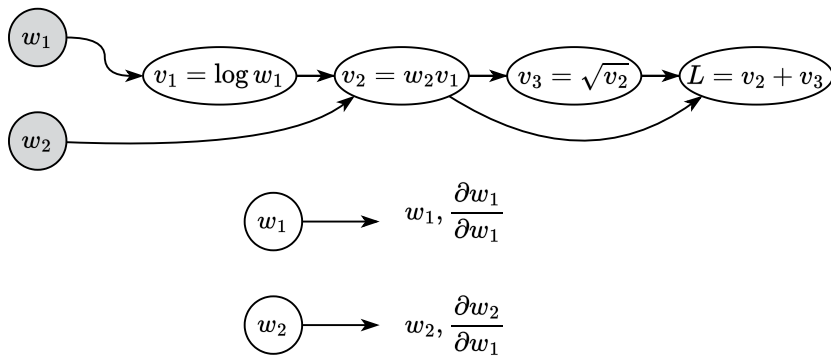 w₁
v₁ = log w₁ v₂ = w₂v₁ v₃ = √v₂ L = v₂ + v₃
w₂
w₁ w₁, ∂w₁/∂w₁
w₂ w₂, ∂w₂/∂w₁